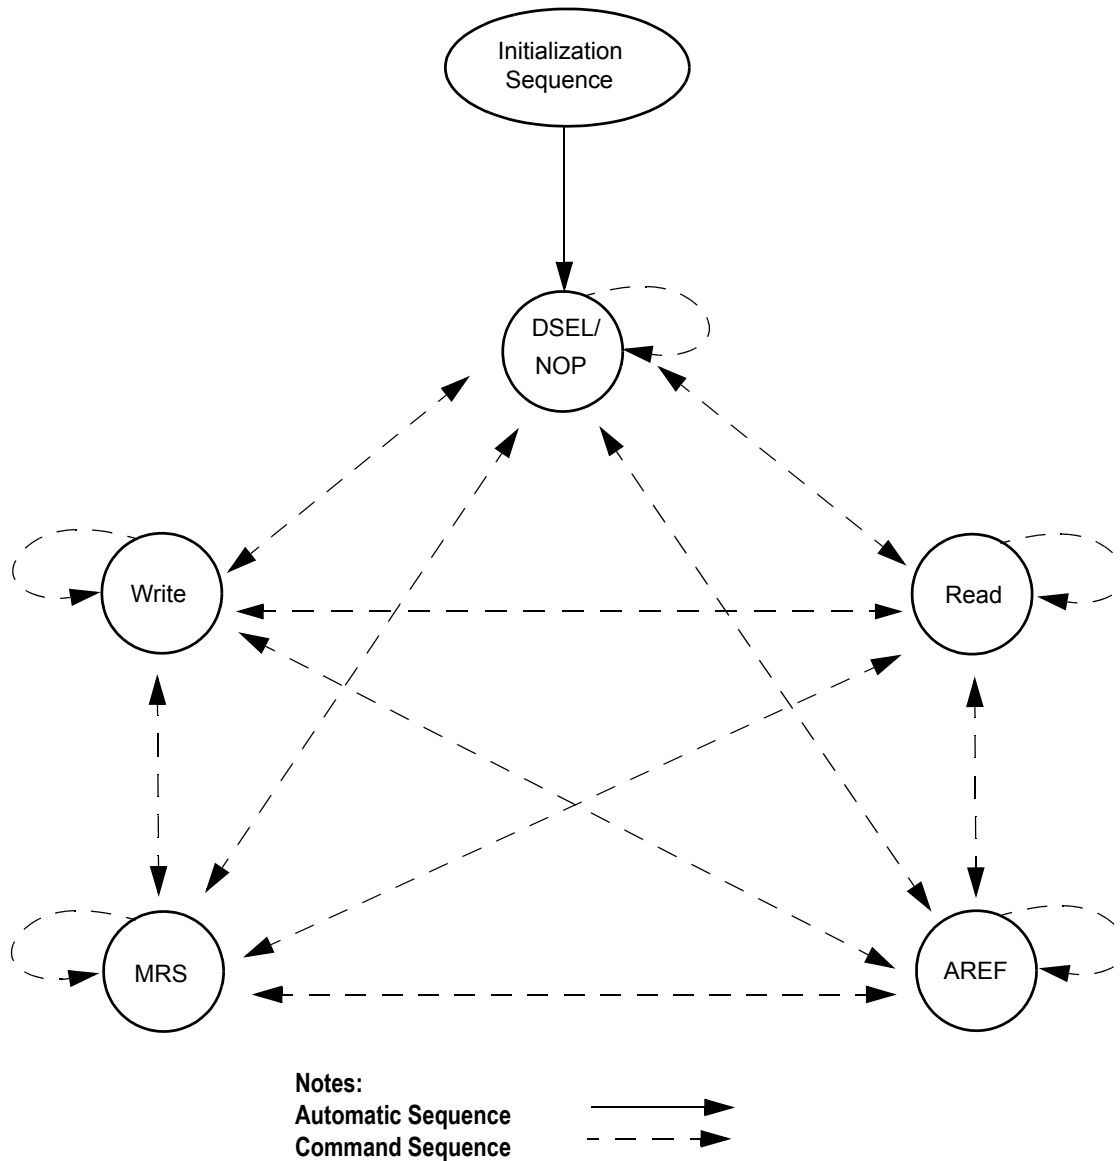 Initialization
Sequence
DSEL/
NOP
Write
Read
MRS
AREF
Notes:
Automatic Sequence
Command Sequence